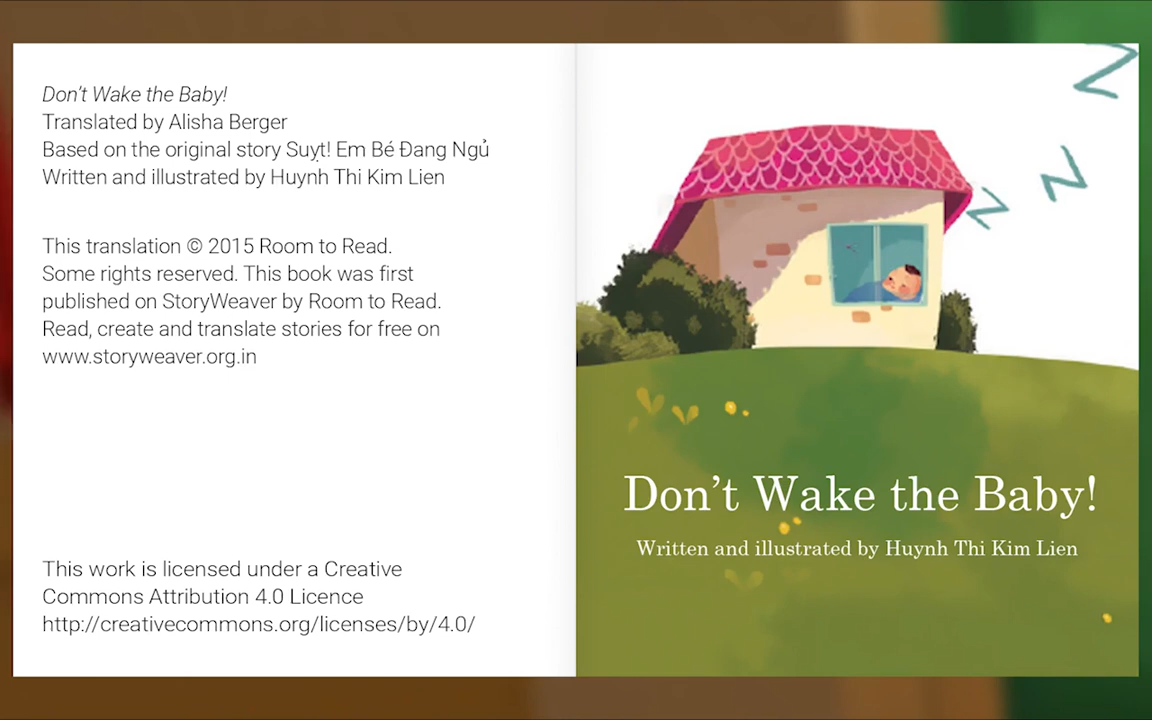 Don't Wake the Baby!
Translated by Alisha Berger
Based on the original story Suỵt! Em Bé Đang Ngủ
Written and illustrated by Huynh Thi Kim Lien
This translation © 2015 Room to Read.
Some rights reserved. This book was first
published on StoryWeaver by Room to Read.
Read, create and translate stories for free on
www.storyweaver.org.in
This work is licensed under a Creative
Commons Attribution 4.0 Licence
http://creativecommons.org/licenses/by/4.0/
Z
Z
Z
Don't Wake the Baby!
Written and illustrated by Huynh Thi Kim Lien